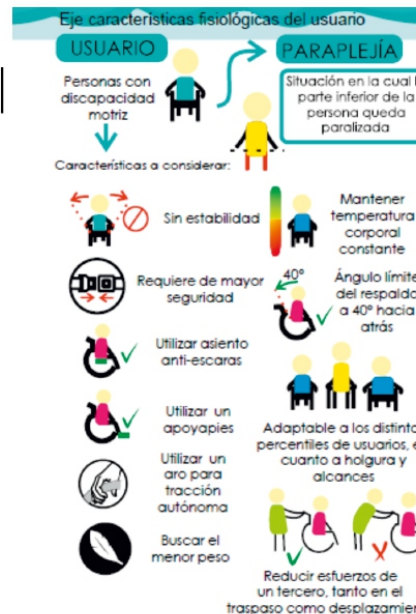 Eje características fisiológicas del usuario
USUARIO
Personas con
discapacidad
motriz
PARAPLEJÍA
Situación en la cual l
parte inferior de la
persona queda
paralizada
Características a considerar:
Sin estabilidad
Requiere de mayor
seguridad
Utilizar asiento
anti-escaras
Utilizar un
apoyapies
Utilizar un
aro para
tracción
autónoma
Buscar el
menor peso
Mantener
temperatura
corporal
constante
40°
Ángulo límite
del respaldo
a 40° hacia
atrás
Adaptable a los distinto
percentiles de usuarios, e
cuanto a holgura y
alcances
Reducir esfuerzos de
un tercero, tanto en el
traspaso como desplazamien